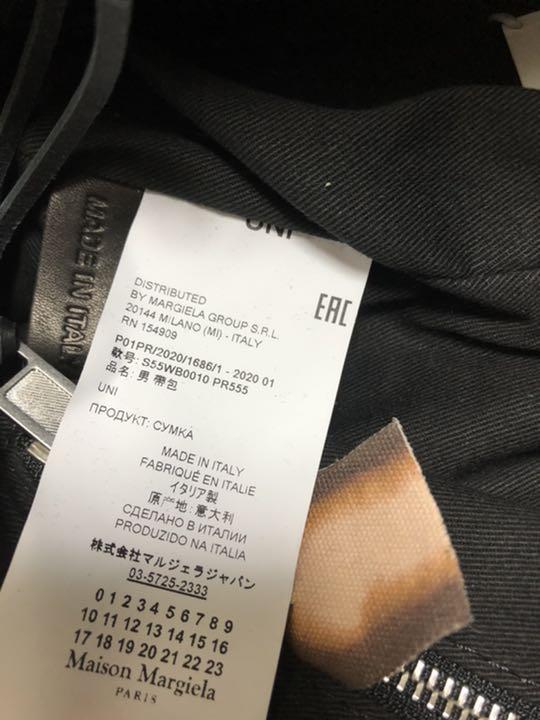 UNI
DISTRIBUTED
BY MARGIELA GROUP S.R.L.
20144 MILANO (MI) - ITALY
RN 154909
EAC
P01PR/2020/1686/1 - 2020 01
款号: S55WB0010 PR555
品名: 男 帶包
UNI
ПРОДУКТ: СУМКА
MADE IN ITALY
FABRIQUÉ EN ITALIE
イタリア製
原产地: 意大利
СДЕЛАНО В ИТАЛИИ
PRODUZIDO NA ITALIA
株式会社マルジェラジャパン
03-5725-2333
0 1 2 3 4 5 6 7 8 9
10 11 12 13 14 15 16
17 18 19 20 21 22 23
Maison Margiela
PARIS
MADE IN ITAL